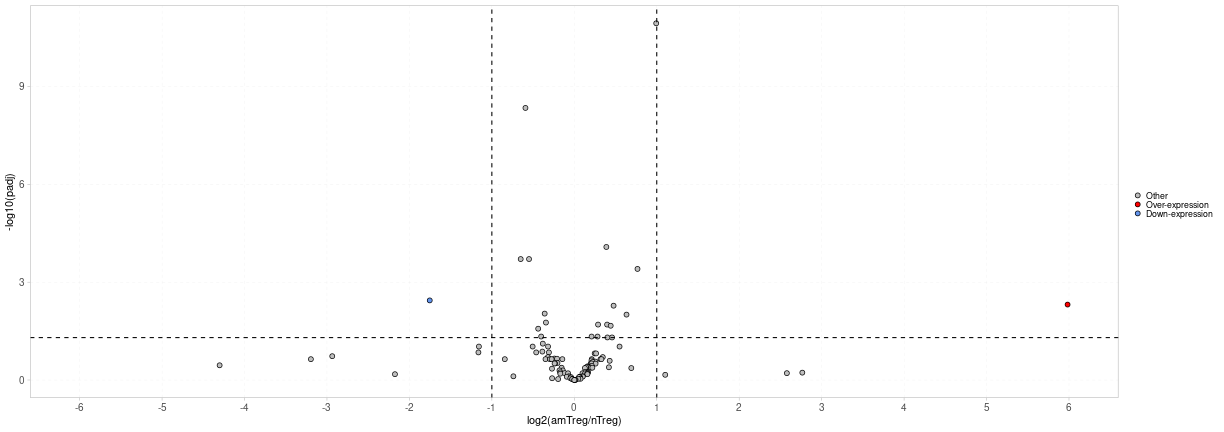 9
6
3
0
-log10(padj)
-6 -5 -4 -3 -2 -1 0 1 2 3 4 5 6
log2(amTreg/nTreg)
Other
Over-expression
Down-expression